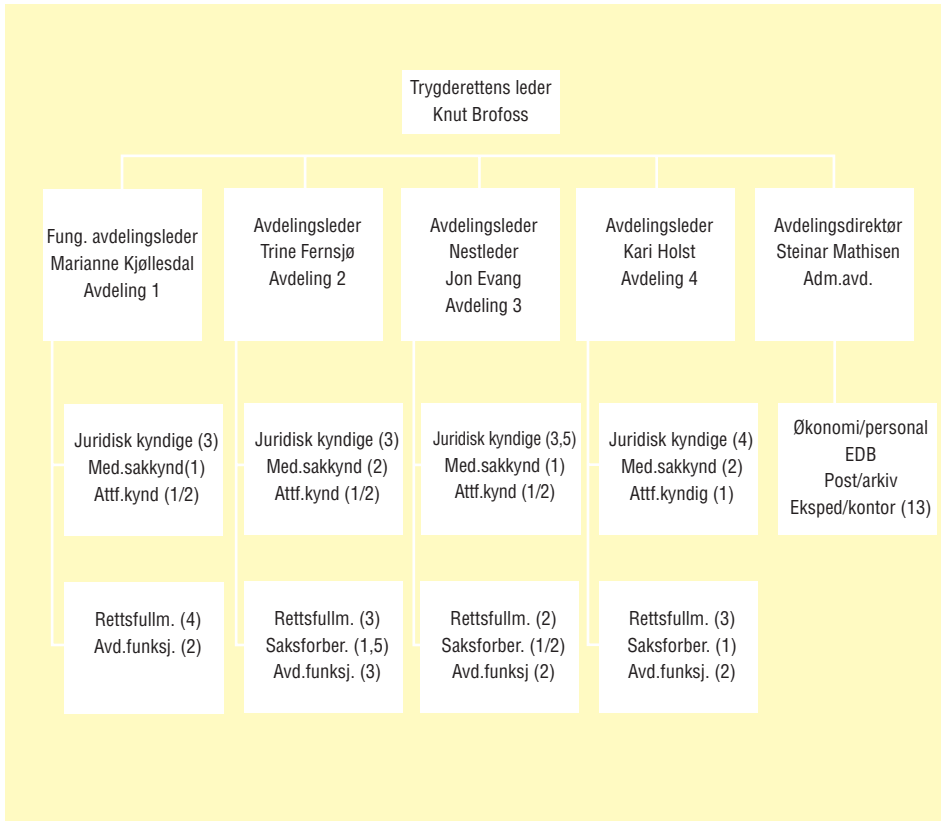 Trygderettens leder
Knut Brofoss
Fung. avdelingsleder
Marianne Kjøllesdal
Avdeling 1
Avdelingsleder
Trine Fernsjø
Avdeling 2
Avdelingsleder
Nestleder
Jon Evang
Avdeling 3
Avdelingsleder
Kari Holst
Avdeling 4
Avdelingsdirektør
Steinar Mathisen
Adm.avd.
Juridisk kyndige (3)
Med.sakkynd(1)
Attf.kynd (1/2)
Juridisk kyndige (3)
Med.sakkynd (2)
Attf.kynd (1/2)
Juridisk kyndige (3,5)
Med.sakkynd (1)
Attf.kynd (1/2)
Juridisk kyndige (4)
Med.sakkynd (2)
Attf.kyndig (1)
Økonomi/personal
EDB
Post/arkiv
Eksped/kontor (13)
Rettsfullm. (4)
Avd.funksj. (2)
Rettsfullm. (3)
Saksforber. (1,5)
Avd.funksj. (3)
Rettsfullm. (2)
Saksforber. (1/2)
Avd.funksj (2)
Rettsfullm. (3)
Saksforber. (1)
Avd.funksj. (2)